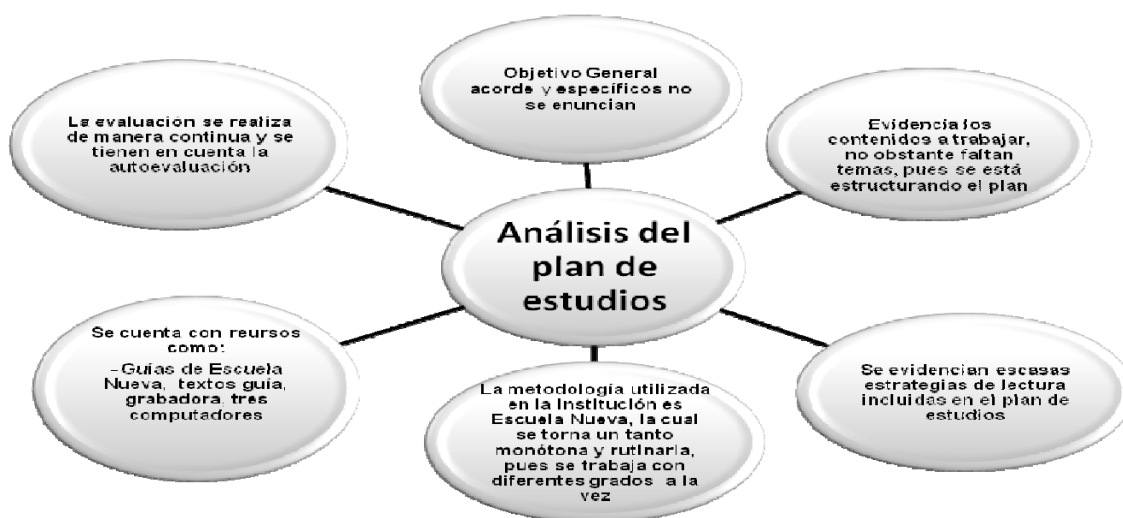 Objetivo General
acorde y específicos no
se enuncian
La evaluación se realiza
de manera continua y se
tienen en cuenta la
autoevaluación
Evidencia los
contenidos a trabajar,
no obstante faltan
temas, pues se está
estructurando el plan
Análisis del
plan de
estudios
Se cuenta con reursos
como:
-Guías de Escuela
Nueva, textos guía,
grabadora, tres
computadores
La metodología utilizada
en la Institución es
Escuela Nueva, la cual
se torna un tanto
monótona y rutinaria,
pues se trabaja con
diferentes grados a la
vez
Se evidencian escasas
estrategias de lectura
incluidas en el plan de
estudios